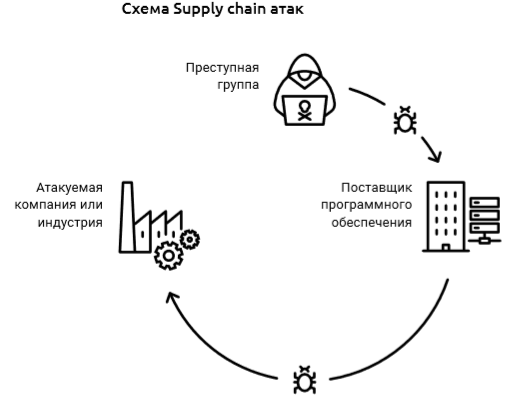 Схема Supply chain атак
Преступная
группа
Атакуемая
компания или
индустрия
Поставщик
программного
обеспечения